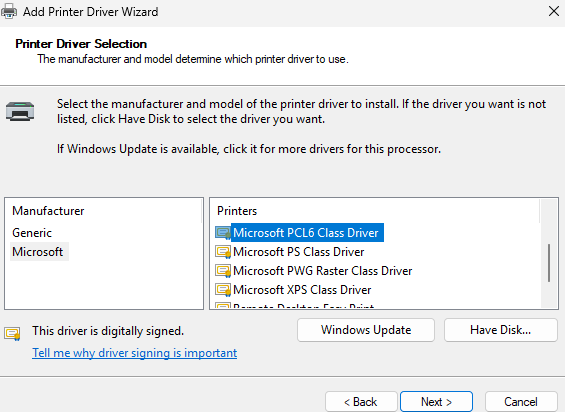 Add Printer Driver Wizard
Printer Driver Selection
The manufacturer and model determine which printer driver to use.
Select the manufacturer and model of the printer driver to install. If the driver you want is not
listed, click Have Disk to select the driver you want.
If Windows Update is available, click it for more drivers for this processor.
Manufacturer
Generic
Microsoft
Printers
Microsoft PCL6 Class Driver
Microsoft PS Class Driver
Microsoft PWG Raster Class Driver
Microsoft XPS Class Driver
Remote Desktop Easy Print
This driver is digitally signed.
Tell me why driver signing is important
Windows Update
Have Disk...
< Back
Next >
Cancel